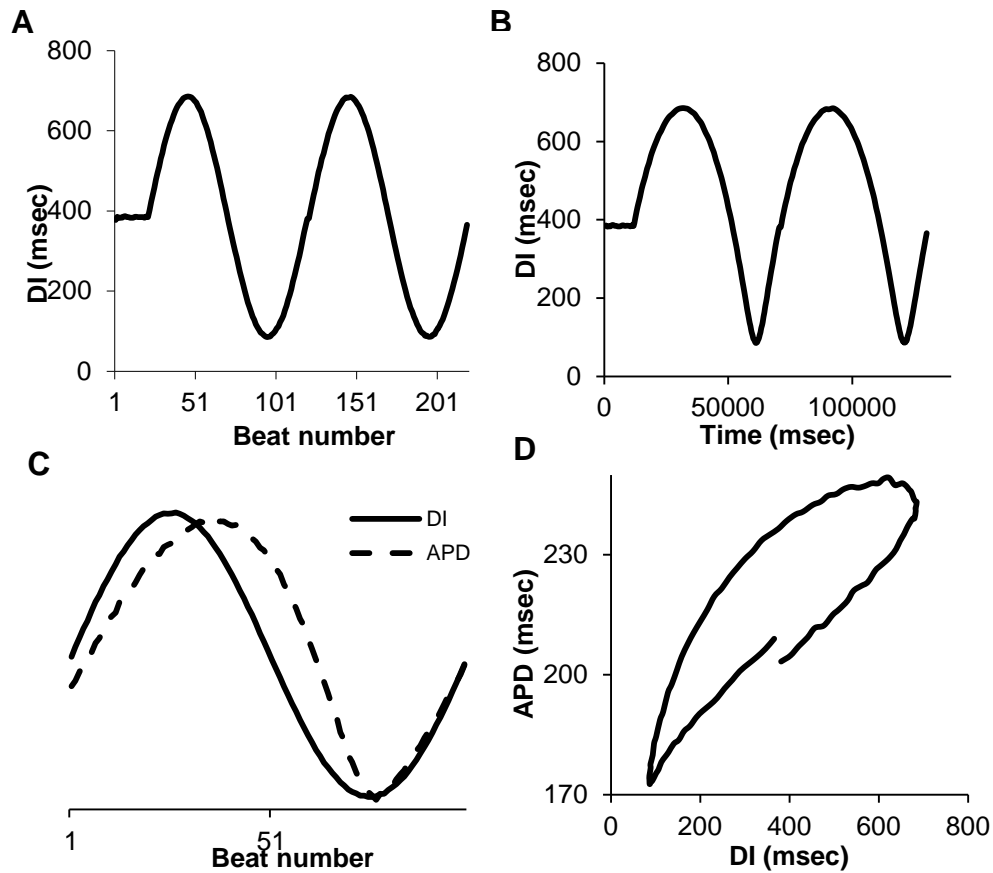 A
800
600
400
200
0
DI (msec)
1 51 101 151 201
Beat number
B
800
600
400
200
0
DI (msec)
0 50000 100000
Time (msec)
C
DI
APD
1 51
Beat number
D
230
200
170
APD (msec)
0 200 400 600 800
DI (msec)